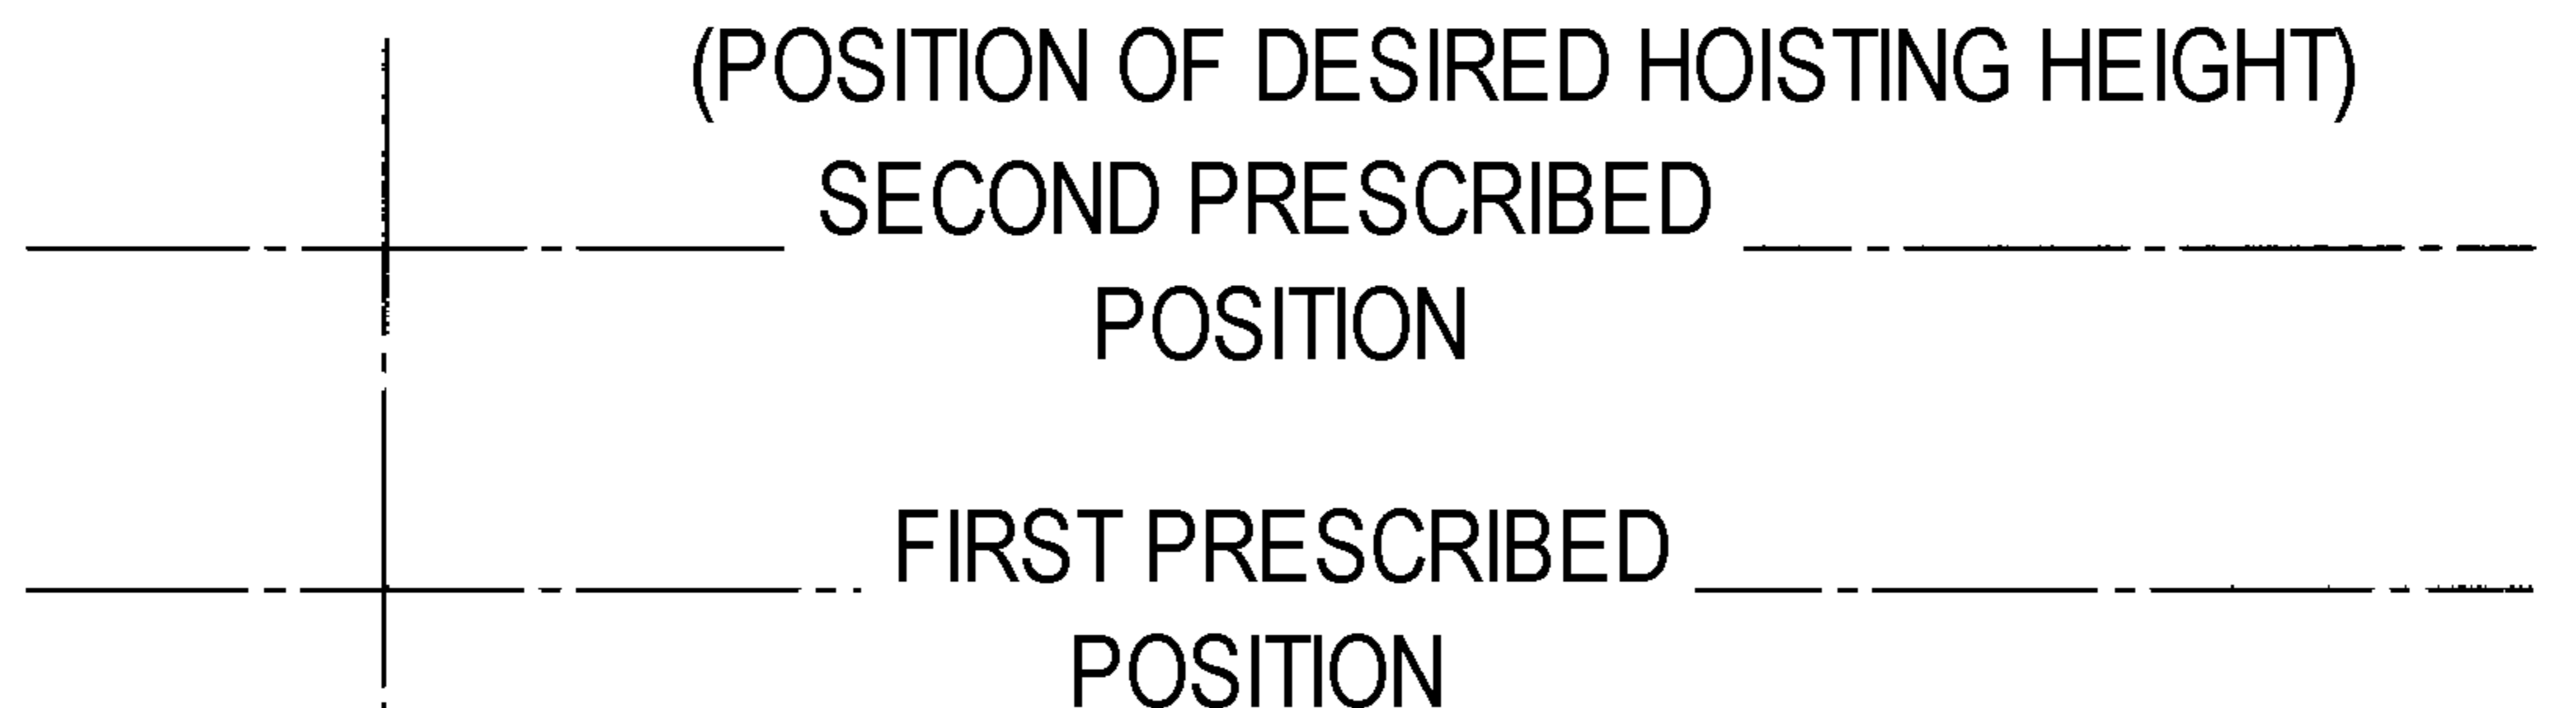 (POSITION OF DESIRED HOISTING HEIGHT)
SECOND PRESCRIBED
POSITION
FIRST PRESCRIBED
POSITION